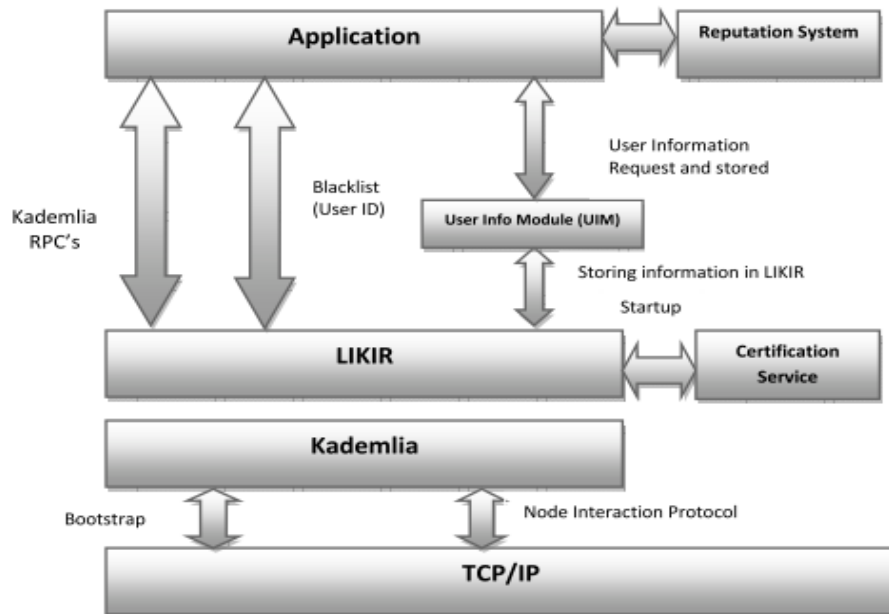 Application
Reputation System
User Information
Request and stored
Blacklist
(User ID)
Kademlia
RPC's
User Info Module (UIM)
Storing information in LIKIR
Startup
LIKIR
Certification
Service
Kademlia
Bootstrap
Node Interaction Protocol
TCP/IP